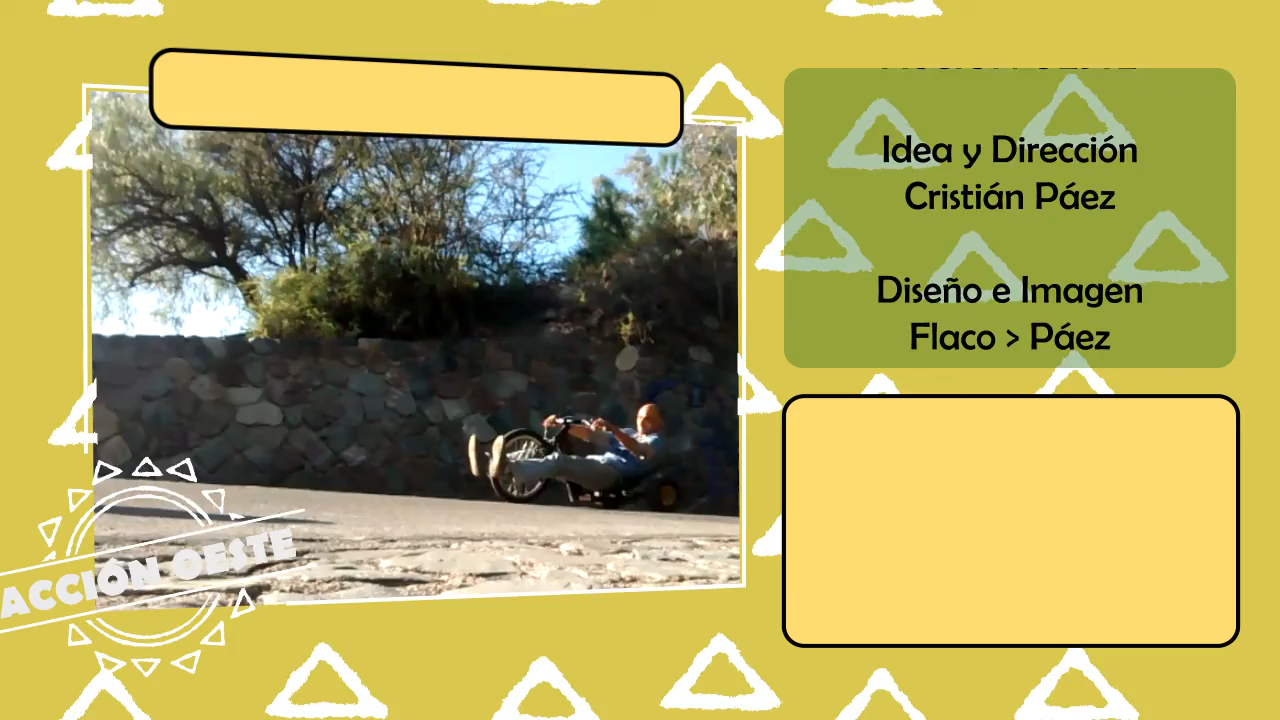 Idea y Dirección
Cristián Páez
Diseño e Imagen
Flaco > Páez
ACCIÓN OESTE